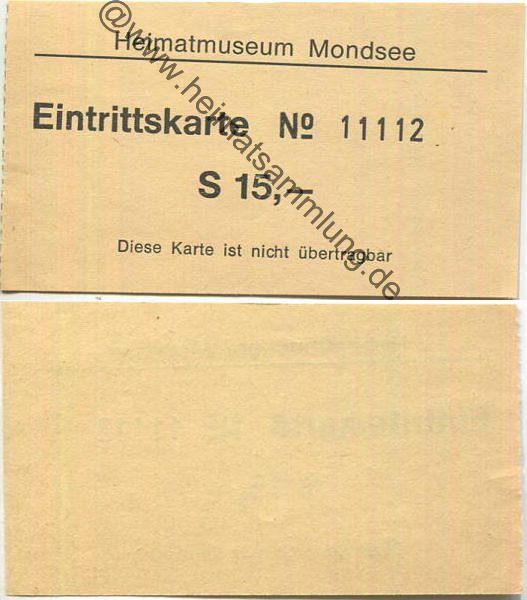 Heimatmuseum Mondsee
Eintrittskarte Nº 11112
S 15,—
Diese Karte ist nicht übertragbar
@www.heimatsammlung.de